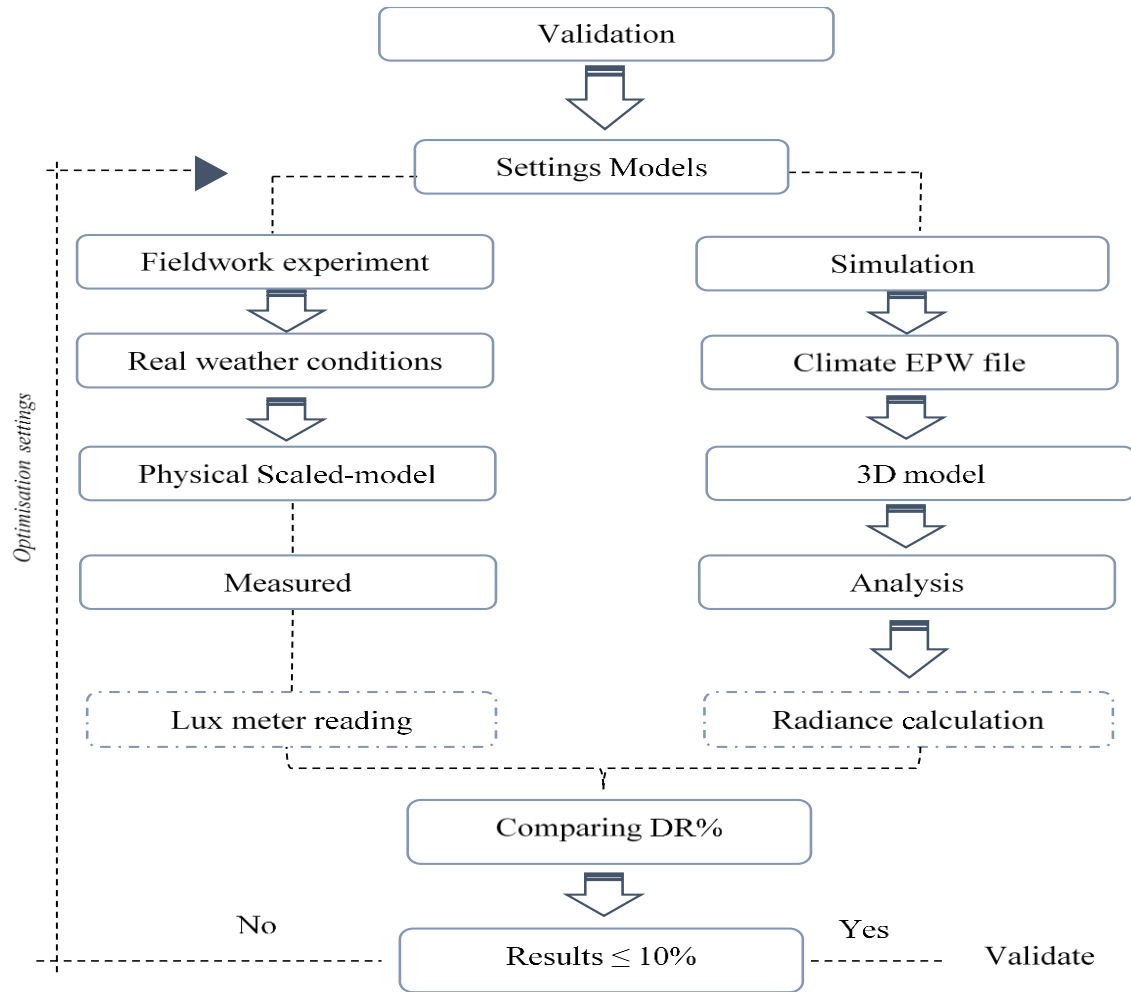 Validation
Settings Models
Fieldwork experiment
Simulation
Real weather conditions
Climate EPW file
Physical Scaled-model
3D model
Optimisation settings
Measured
Analysis
Lux meter reading
Radiance calculation
Comparing DR%
No
Yes
Results ≤ 10%
Validate